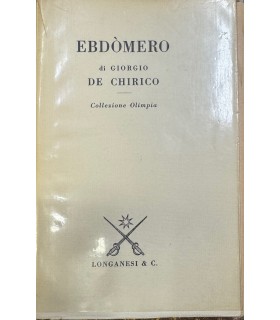 EBDÒMERO
di GIORGIO
DE CHIRICO
Collezione Olimpia
LONGANESI & C.